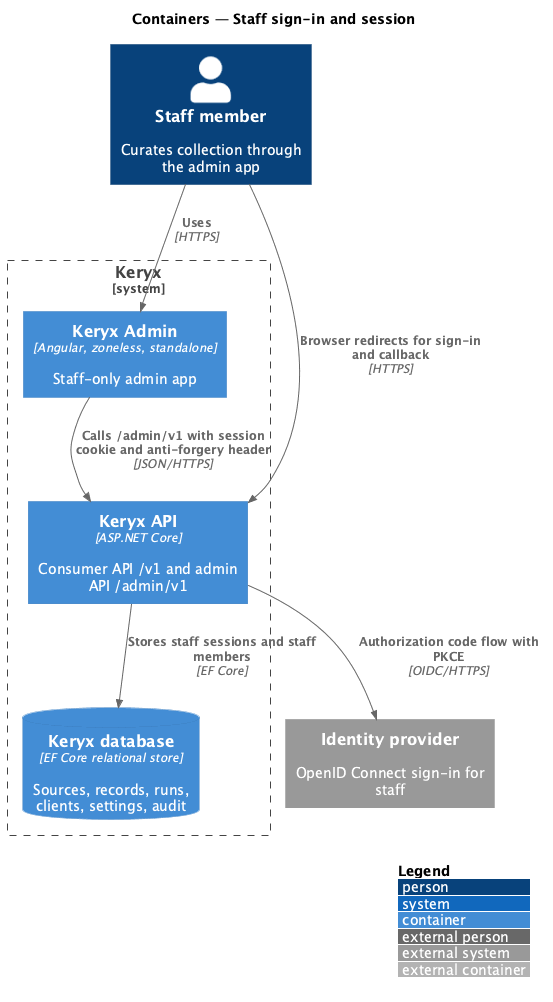 Containers — Staff sign-in and session
Staff member
Curates collection through
the admin app
Uses
[HTTPS]
Keryx
[system]
Keryx Admin
[Angular, zoneless, standalone]
Staff-only admin app
Browser redirects for sign-in
and callback
[HTTPS]
Calls /admin/v1 with session
cookie and anti-forgery header
[JSON/HTTPS]
Keryx API
[ASP.NET Core]
Consumer API /v1 and admin
API /admin/v1
Stores staff sessions and staff
members
[EF Core]
Authorization code flow with
PKCE
[OIDC/HTTPS]
Keryx database
[EF Core relational store]
Sources, records, runs,
clients, settings, audit
Identity provider
OpenID Connect sign-in for
staff
Legend
person
system
container
external person
external system
external container